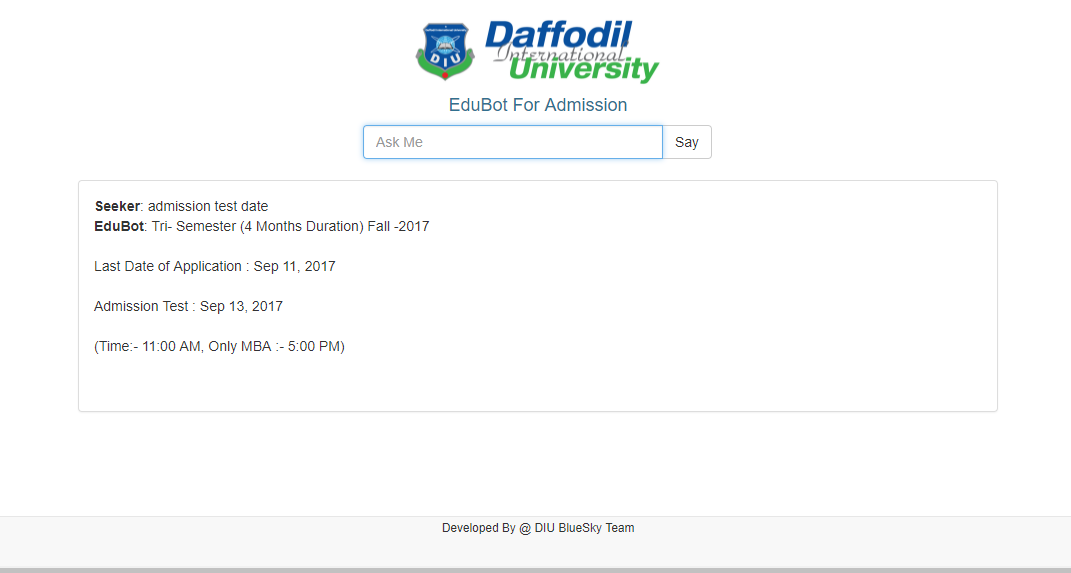 DIU
Daffodil
International
University
EduBot For Admission
Ask Me
Say
Seeker: admission test date
EduBot: Tri- Semester (4 Months Duration) Fall -2017
Last Date of Application : Sep 11, 2017
Admission Test : Sep 13, 2017
(Time:- 11:00 AM, Only MBA :- 5:00 PM)
Developed By @ DIU BlueSky Team